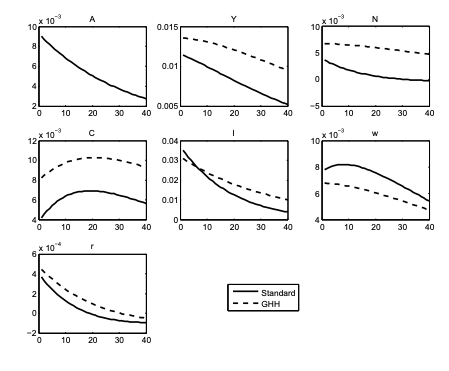 A
x 10⁻³
10
8
6
4
2
0 10 20 30 40
Y
0.015
0.01
0.005
0 10 20 30 40
N
x 10⁻³
10
5
0
−5
0 10 20 30 40
C
x 10⁻³
12
10
8
6
4
0 10 20 30 40
I
0.04
0.03
0.02
0.01
0
0 10 20 30 40
w
x 10⁻³
10
8
6
4
0 10 20 30 40
r
x 10⁻⁴
6
4
2
0
−2
0 10 20 30 40
Standard
GHH